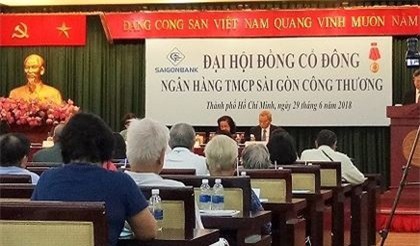 ĐẢNG CỘNG SẢN VIỆT NAM QUANG VINH MUÔN NĂM
SAIGONBANK
ĐẠI HỘI ĐỒNG CỔ ĐÔNG
NGÂN HÀNG TMCP SÀI GÒN CÔNG THƯƠNG
Thành phố Hồ Chí Minh, ngày 29 tháng 6 năm 2018